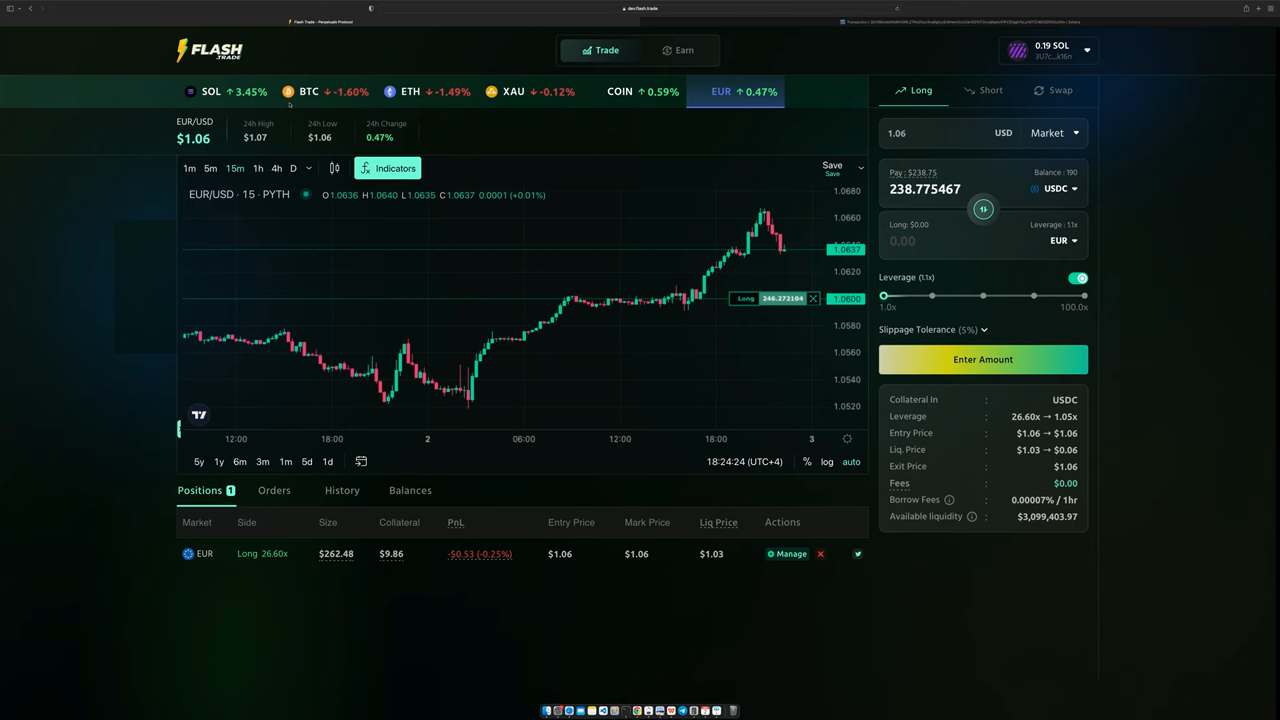 dev.flash.trade
Flash Trade - Perpetuals Protocol
FLASH
.TRADE
Trade
Earn
0.19 SOL
3U7c...k16n
SOL ↑ 3.45%
BTC ↓ -1.60%
ETH ↓ -1.49%
XAU ↓ -0.12%
COIN ↑ 0.59%
EUR ↑ 0.47%
Long
Short
Swap
EUR/USD
$1.06
24h High
$1.07
24h Low
$1.06
24h Change
0.47%
1.06
USD
Market
1m 5m 15m 1h 4h D
Indicators
Save
Save
EUR/USD · 15 · PYTH
O1.0636 H1.0640 L1.0635 C1.0637 0.0001 (+0.01%)
1.0680
1.0660
1.0637
1.0620
Long 246.272104
1.0600
1.0580
1.0560
1.0540
1.0520
12:00 18:00 2 06:00 12:00 18:00 3
5y 1y 6m 3m 1m 5d 1d
18:24:24 (UTC+4)
% log auto
Pay : $238.75
Balance : 190
238.775467
USDC
Long: $0.00
Leverage : 1.1x
0.00
EUR
Leverage (1.1x)
1.0x
100.0x
Slippage Tolerance (5%)
Enter Amount
Collateral In : USDC
Leverage : 26.60x → 1.05x
Entry Price : $1.06 → $1.06
Liq. Price : $1.03 → $0.06
Exit Price : $1.06
Fees : $0.00
Borrow Fees : 0.00007% / 1hr
Available liquidity : $3,099,403.97
Positions 1
Orders
History
Balances
Market Side Size Collateral PnL Entry Price Mark Price Liq Price Actions
EUR Long 26.60x $262.48 $9.86 -$0.53 (-0.25%) $1.06 $1.06 $1.03 Manage